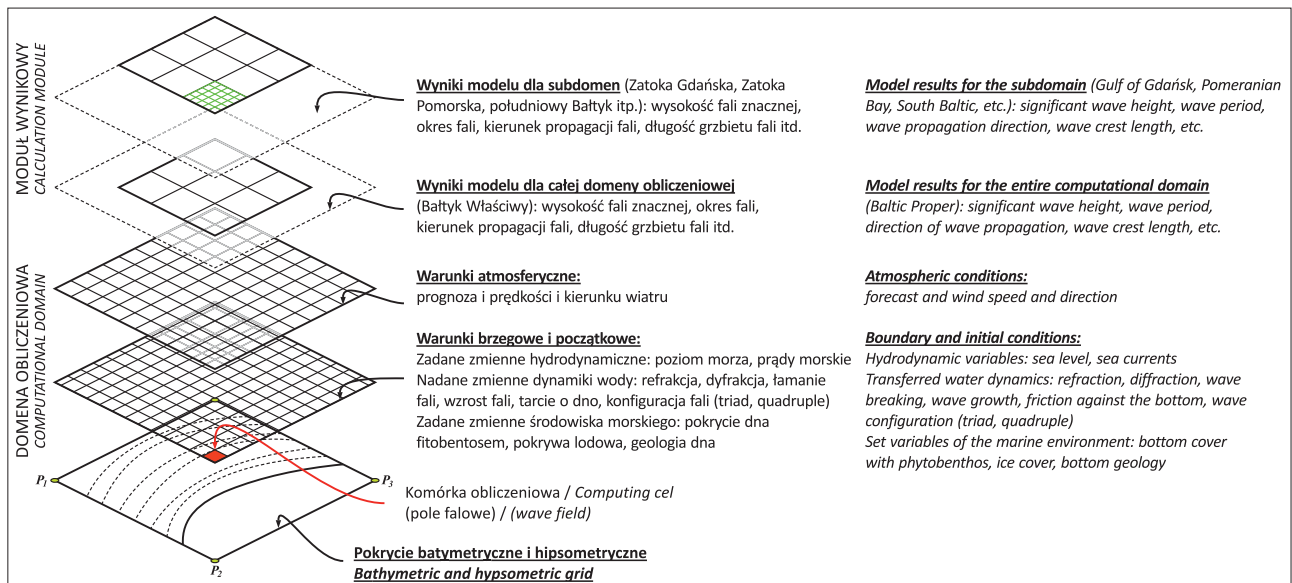 MODUŁ WYNIKOWY
CALCULATION MODULE
Wyniki modelu dla subdomen (Zatoka Gdańska, Zatoka
Pomorska, południowy Bałtyk itp.): wysokość fali znacznej,
okres fali, kierunek propagacji fali, długość grzbietu fali itd.
Model results for the subdomain (Gulf of Gdańsk, Pomeranian
Bay, South Baltic, etc.): significant wave height, wave period,
wave propagation direction, wave crest length, etc.
Wyniki modelu dla całej domeny obliczeniowej
(Bałtyk Właściwy): wysokość fali znacznej, okres fali,
kierunek propagacji fali, długość grzbietu fali itd.
Model results for the entire computational domain
(Baltic Proper): significant wave height, wave period,
direction of wave propagation, wave crest length, etc.
DOMENA OBLICZENIOWA
COMPUTATIONAL DOMAIN
Warunki atmosferyczne:
prognoza i prędkości i kierunku wiatru
Atmospheric conditions:
forecast and wind speed and direction
Warunki brzegowe i początkowe:
Zadane zmienne hydrodynamiczne: poziom morza, prądy morskie
Nadane zmienne dynamiki wody: refrakcja, dyfrakcja, łamanie
fali, wzrost fali, tarcie o dno, konfiguracja fali (triad, quadruple)
Zadane zmienne środowiska morskiego: pokrycie dna
fitobentosem, pokrywa lodowa, geologia dna
Boundary and initial conditions:
Hydrodynamic variables: sea level, sea currents
Transferred water dynamics: refraction, diffraction, wave
breaking, wave growth, friction against the bottom, wave
configuration (triad, quadruple)
Set variables of the marine environment: bottom cover
with phytobenthos, ice cover, bottom geology
P1
P3
Komórka obliczeniowa / Computing cel
(pole falowe) / (wave field)
Pokrycie batymetryczne i hipsometryczne
Bathymetric and hypsometric grid
P2